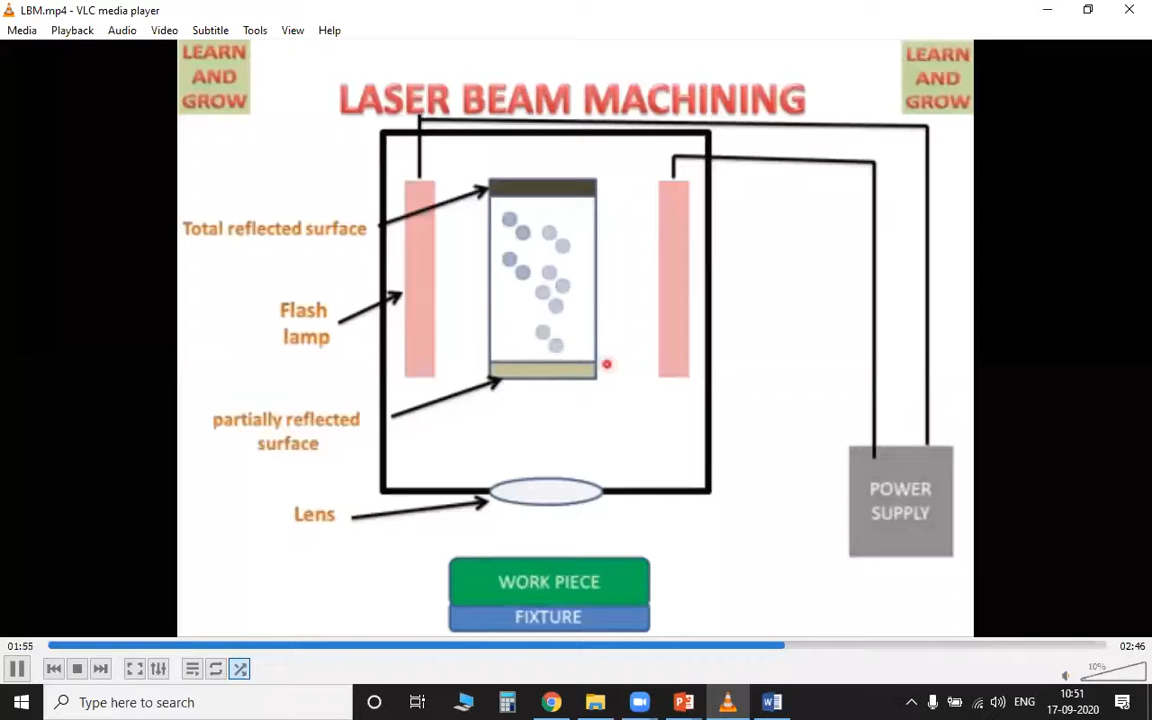 LBM.mp4 - VLC media player
Media Playback Audio Video Subtitle Tools View Help
LEARN
AND
GROW
LEARN
AND
GROW
LASER BEAM MACHINING
Total reflected surface
Flash
lamp
partially reflected
surface
Lens
POWER
SUPPLY
WORK PIECE
FIXTURE
01:55
02:46
10%
Type here to search
ENG
10:51
17-09-2020